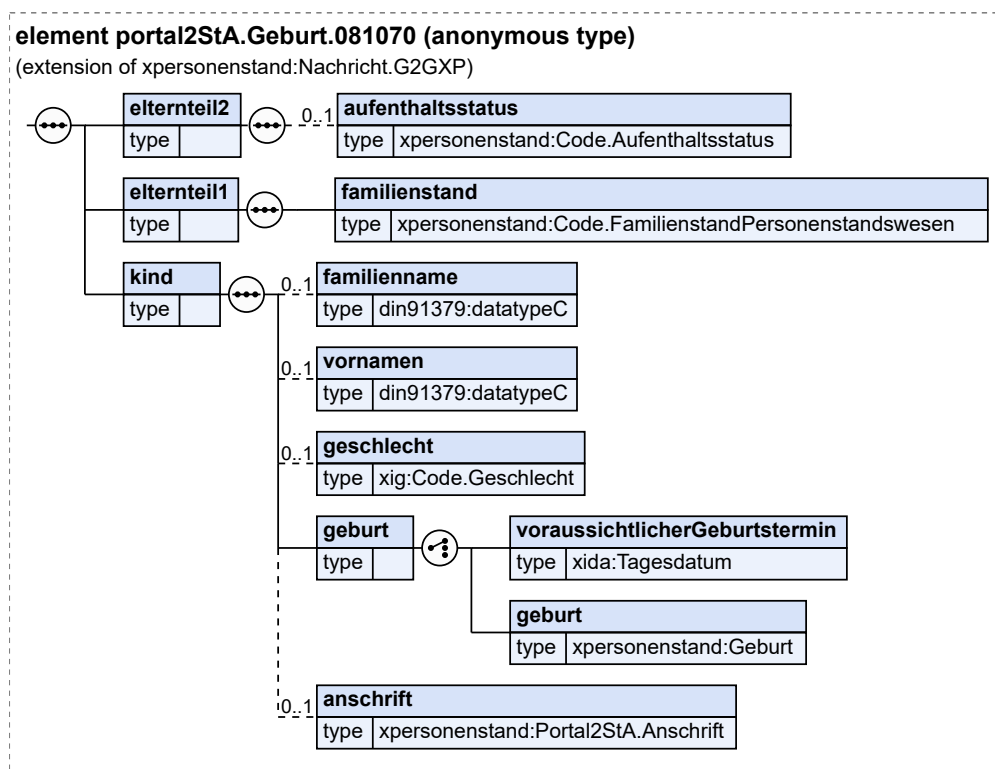 element portal2StA.Geburt.081070 (anonymous type)
(extension of xpersonenstand:Nachricht.G2GXP)
elternteil2
type
0..1
aufenthaltsstatus
type xpersonenstand:Code.Aufenthaltsstatus
elternteil1
type
familienstand
type xpersonenstand:Code.FamilienstandPersonenstandswesen
kind
type
0..1
familienname
type din91379:datatypeC
0..1
vornamen
type din91379:datatypeC
0..1
geschlecht
type xig:Code.Geschlecht
geburt
type
voraussichtlicherGeburtstermin
type xida:Tagesdatum
geburt
type xpersonenstand:Geburt
0..1
anschrift
type xpersonenstand:Portal2StA.Anschrift